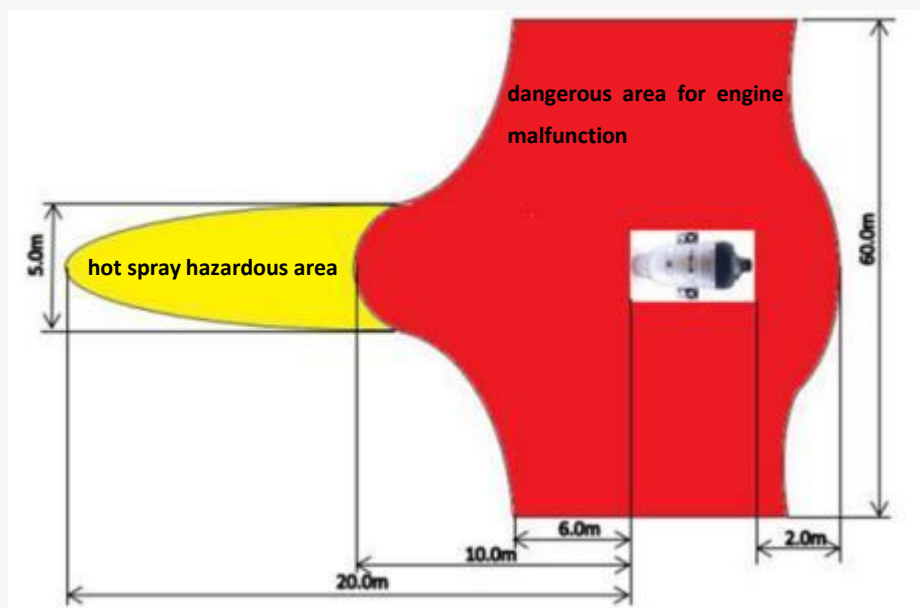 dangerous area for engine
malfunction
5.0m
hot spray hazardous area
60.0m
6.0m
2.0m
10.0m
20.0m